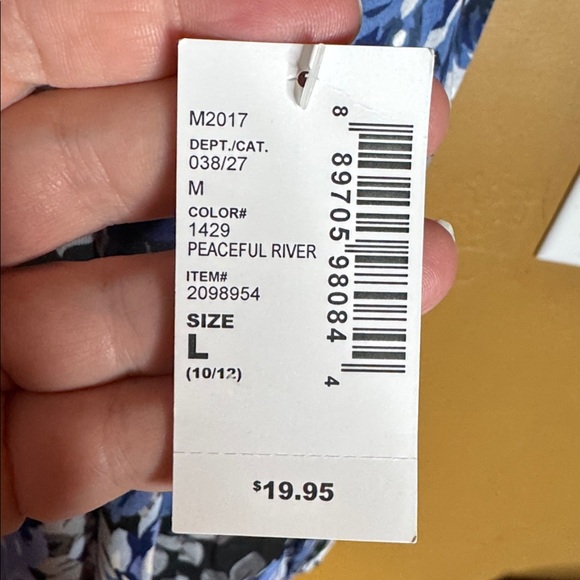 M2017
DEPT./CAT.
038/27
M
COLOR#
1429
PEACEFUL RIVER
ITEM#
2098954
SIZE
L
(10/12)
8 89705 98084 4
$19.95